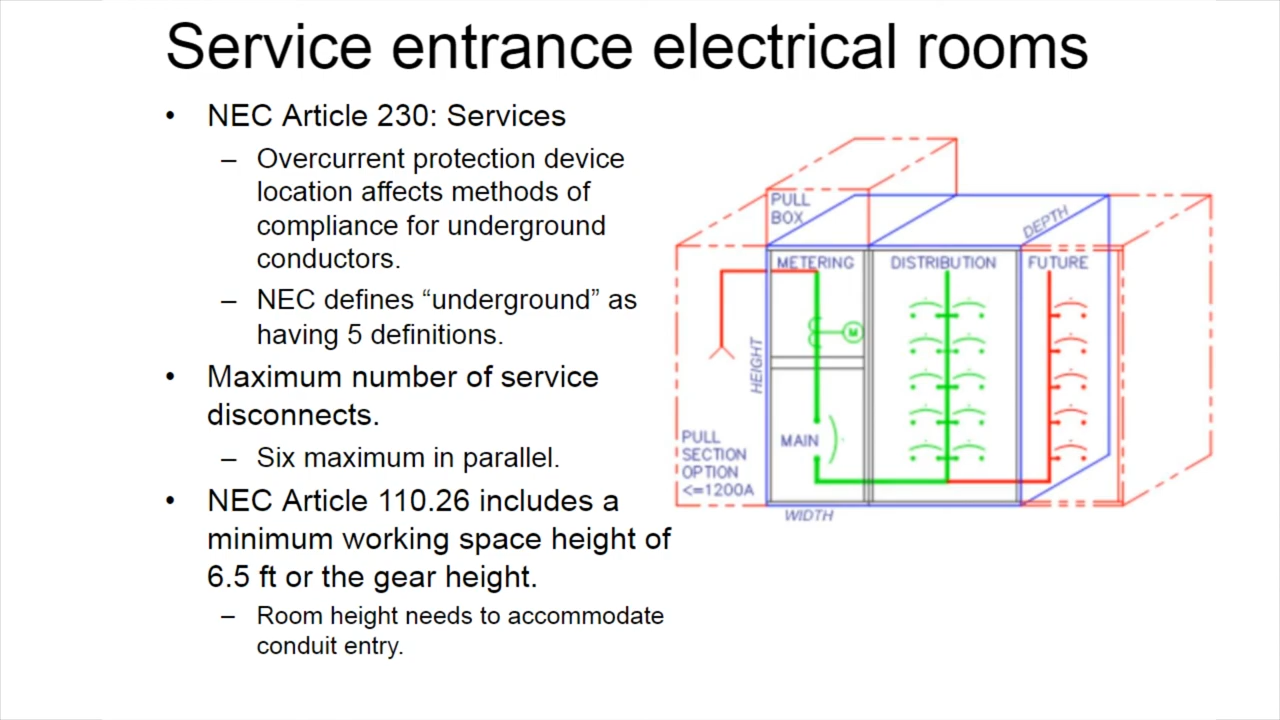 Service entrance electrical rooms
• NEC Article 230: Services
– Overcurrent protection device
location affects methods of
compliance for underground
conductors.
– NEC defines “underground” as
having 5 definitions.
• Maximum number of service
disconnects.
– Six maximum in parallel.
• NEC Article 110.26 includes a
minimum working space height of
6.5 ft or the gear height.
– Room height needs to accommodate
conduit entry.
PULL
BOX
DEPTH
METERING
DISTRIBUTION
FUTURE
M
HEIGHT
MAIN
PULL
SECTION
OPTION
<=1200A
WIDTH